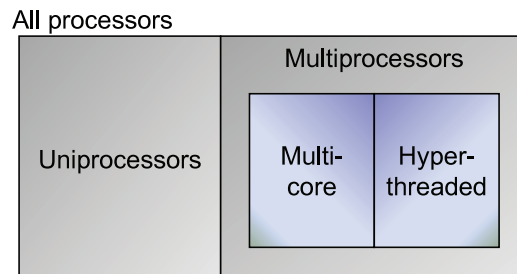 All processors
Multiprocessors
Uniprocessors
Multi-
core
Hyper-
threaded